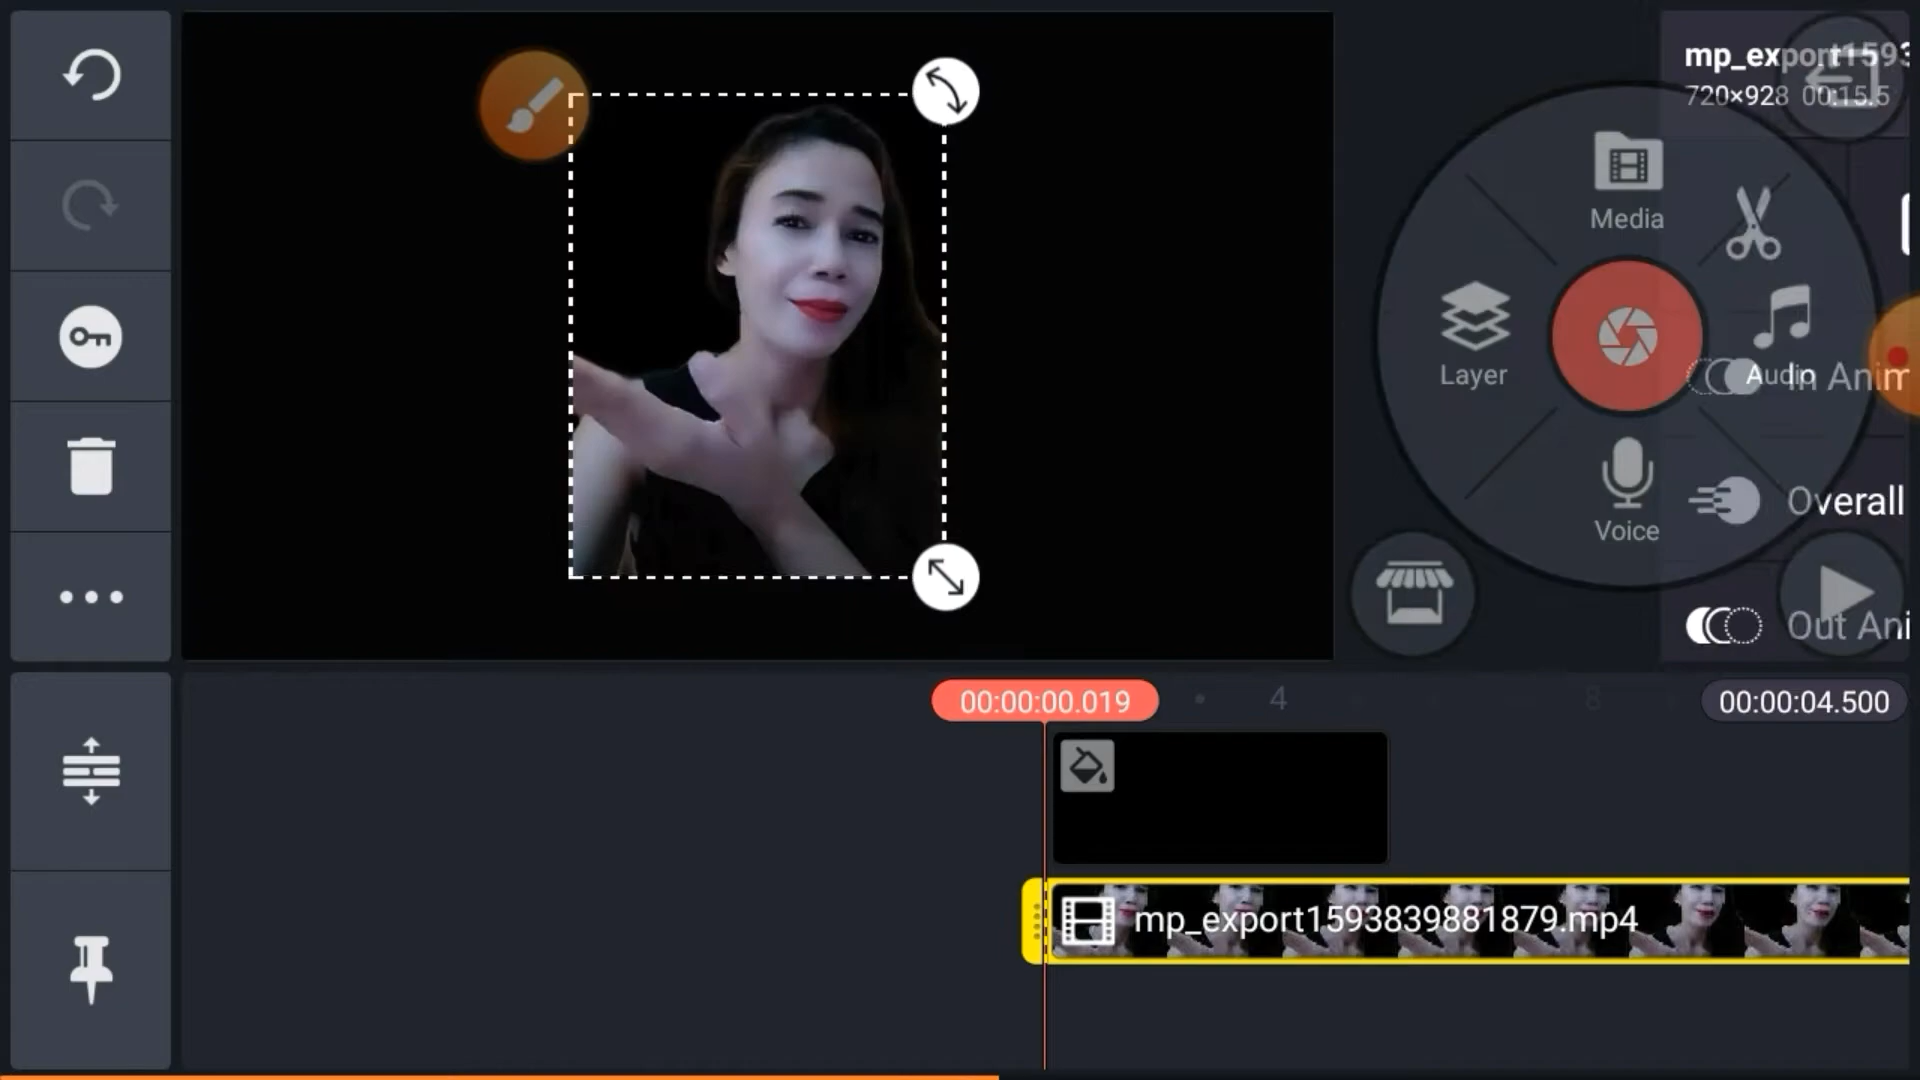 mp_export1593
720×928 00:15.5
Media
Layer
Audio
In Anim
Overall
Voice
Out Ani
00:00:00.019
4
8
00:00:04.500
mp_export1593839881879.mp4